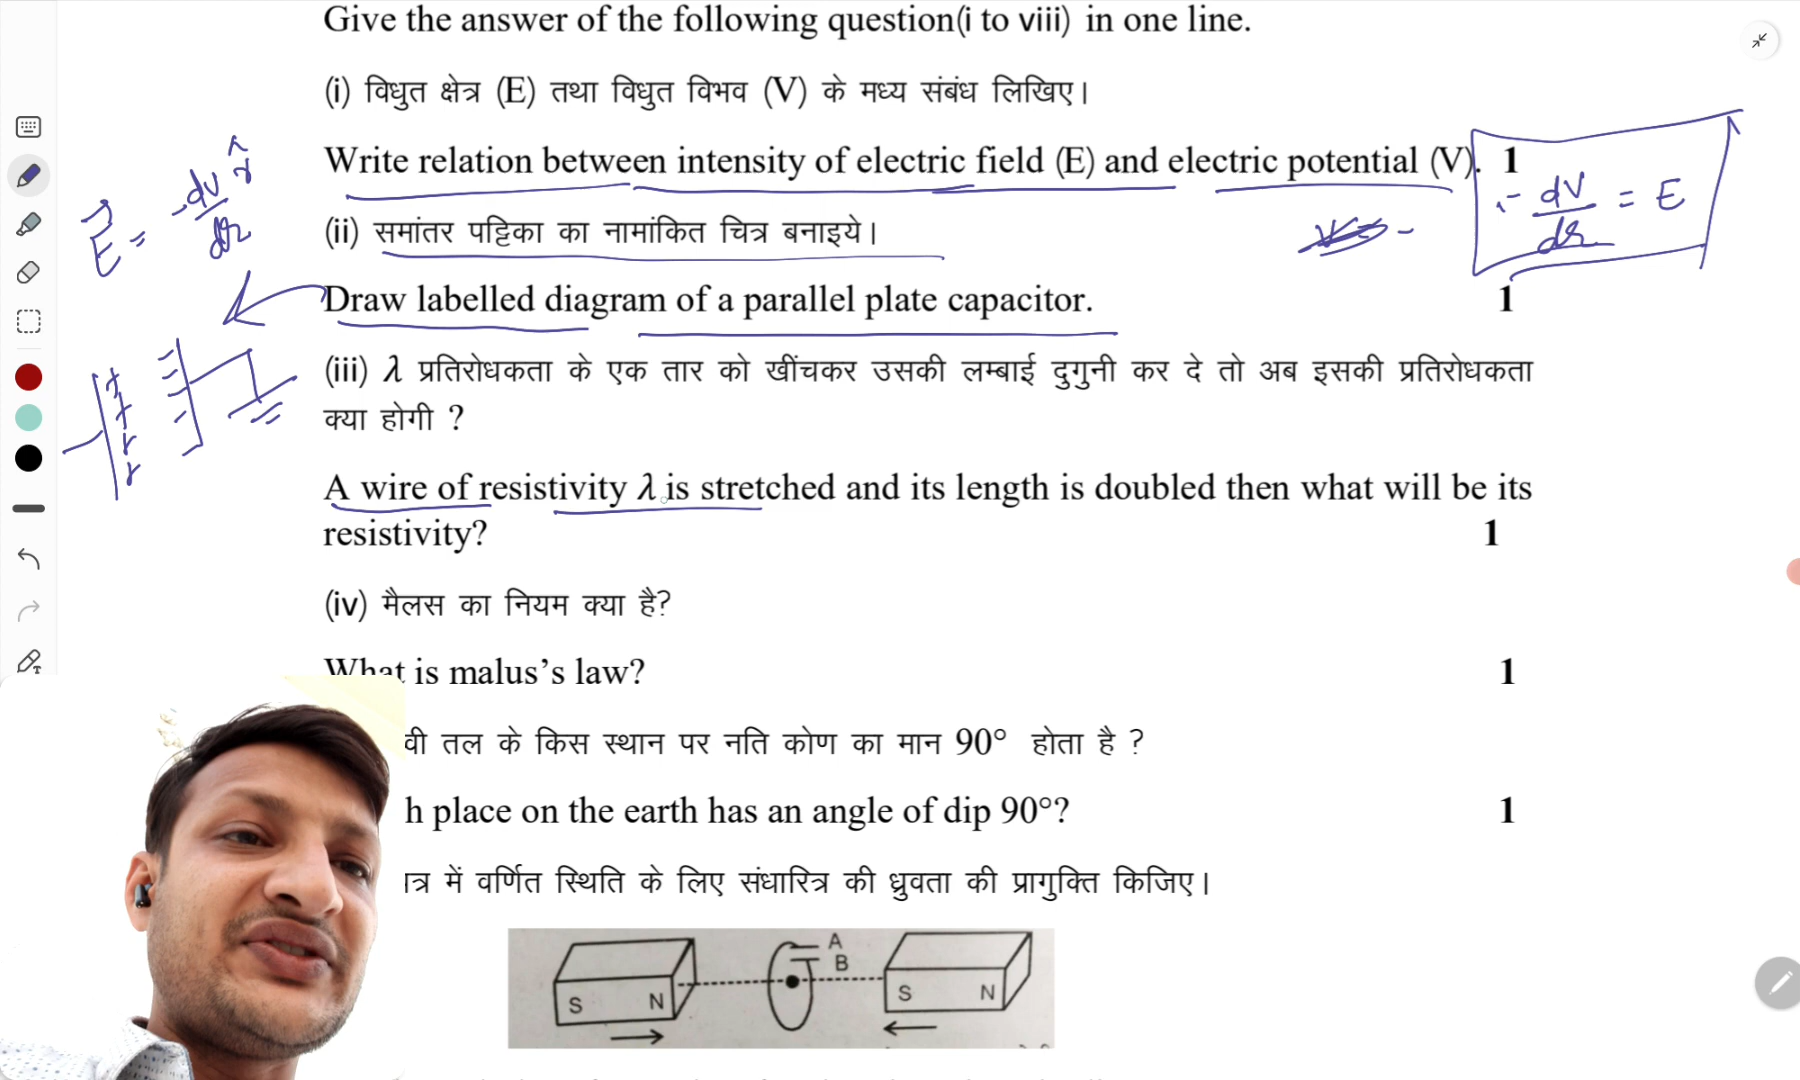 Give the answer of the following question(i to viii) in one line.
(i) विधुत क्षेत्र (E) तथा विधुत विभव (V) के मध्य संबंध लिखिए।
Write relation between intensity of electric field (E) and electric potential (V). 1
- dV/dr = E
E = -dv/dr r̂
(ii) समांतर पट्टिका का नामांकित चित्र बनाइये।
Draw labelled diagram of a parallel plate capacitor. 1
(iii) λ प्रतिरोधकता के एक तार को खींचकर उसकी लम्बाई दुगुनी कर दे तो अब इसकी प्रतिरोधकता
क्या होगी ?
A wire of resistivity λ is stretched and its length is doubled then what will be its
resistivity? 1
(iv) मैलस का नियम क्या है?
What is malus’s law? 1
वी तल के किस स्थान पर नति कोण का मान 90° होता है ?
h place on the earth has an angle of dip 90°? 1
त्र में वर्णित स्थिति के लिए संधारित्र की ध्रुवता की प्रागुक्ति किजिए।
A
B
S N
S N